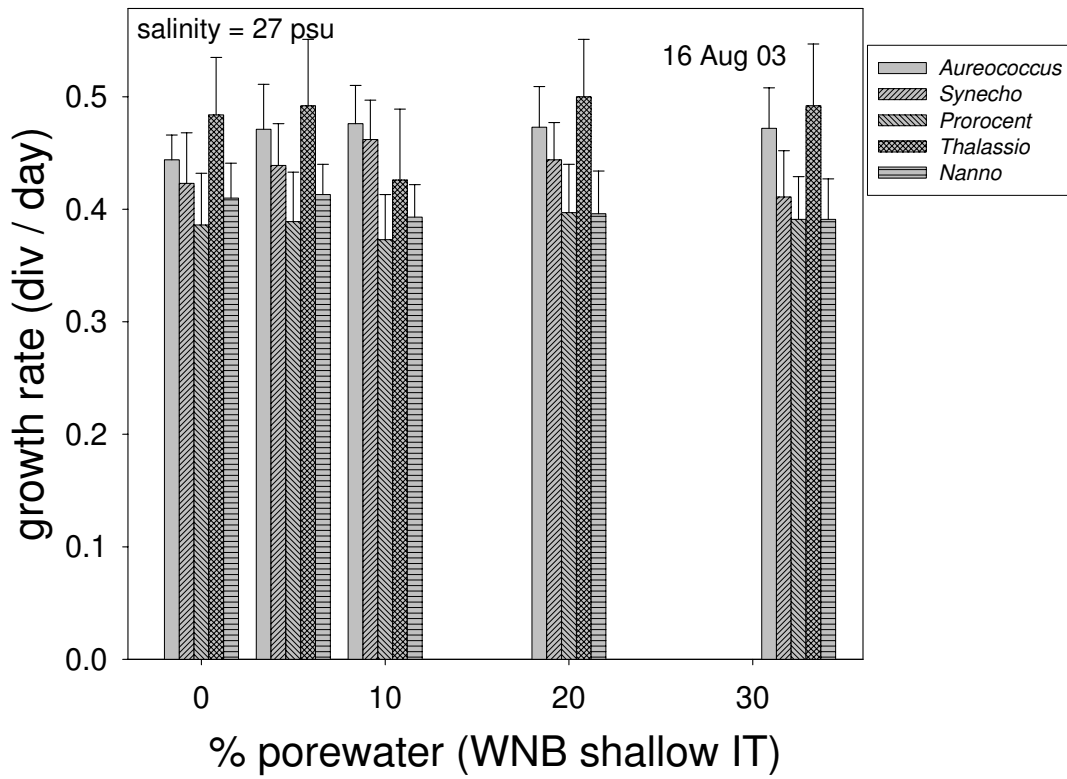 salinity = 27 psu
16 Aug 03
Aureococcus
Synecho
Prorocent
Thalassio
Nanno
growth rate (div / day)
0.5
0.4
0.3
0.2
0.1
0.0
0
10
20
30
% porewater (WNB shallow IT)